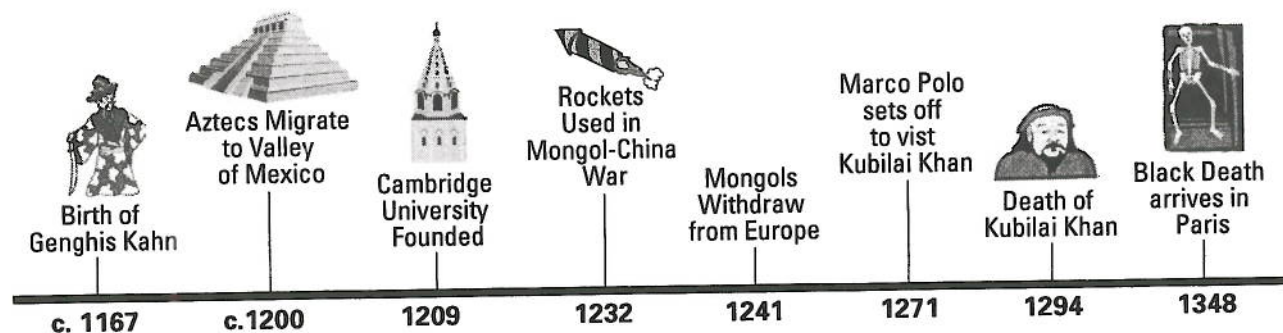 Birth of
Genghis Kahn
c. 1167
Aztecs Migrate
to Valley
of Mexico
c.1200
Cambridge
University
Founded
1209
Rockets
Used in
Mongol-China
War
1232
Mongols
Withdraw
from Europe
1241
Marco Polo
sets off
to vist
Kubilai Khan
1271
Death of
Kubilai Khan
1294
Black Death
arrives in
Paris
1348